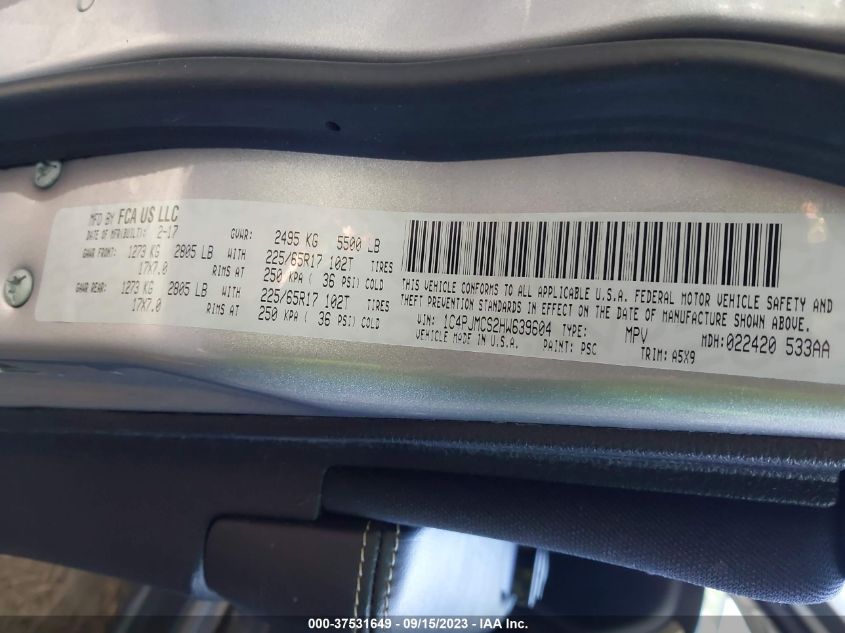 MFD BY FCA US LLC
DATE OF MFR(BUILT): 2-17 GVWR: 2495 KG 5500 LB
GAWR FRONT: 1273 KG 2805 LB WITH 225/65R17 102T TIRES
17X7.0 RIMS AT 250 KPA ( 36 PSI) COLD
GAWR REAR: 1273 KG 2805 LB WITH 225/65R17 102T TIRES
17X7.0 RIMS AT 250 KPA ( 36 PSI) COLD
THIS VEHICLE CONFORMS TO ALL APPLICABLE U.S.A. FEDERAL MOTOR VEHICLE SAFETY AND
THEFT PREVENTION STANDARDS IN EFFECT ON THE DATE OF MANUFACTURE SHOWN ABOVE.
VIN: 1C4PJMCS2HW639604 TYPE: MPV MDH:022420 533AA
VEHICLE MADE IN U.S.A. PAINT: PSC TRIM: A5X9
000-37531649 - 09/15/2023 - IAA Inc.